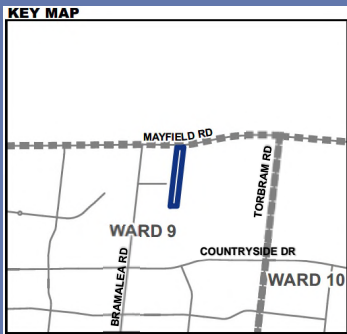 KEY MAP
MAYFIELD RD
TORBRAM RD
WARD 9
COUNTRYSIDE DR
BRAMALEA RD
WARD 10